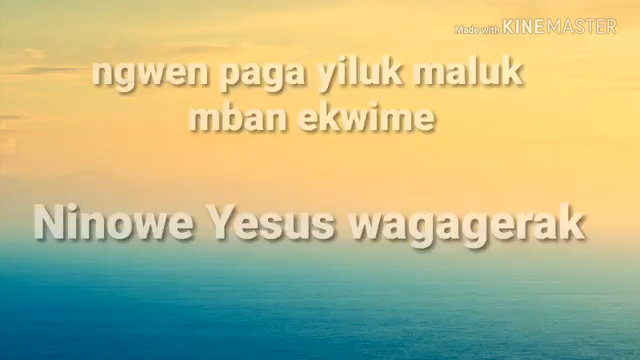 Made with KINEMASTER
ngwen paga yiluk maluk
mban ekwime
Ninowe Yesus wagagerak